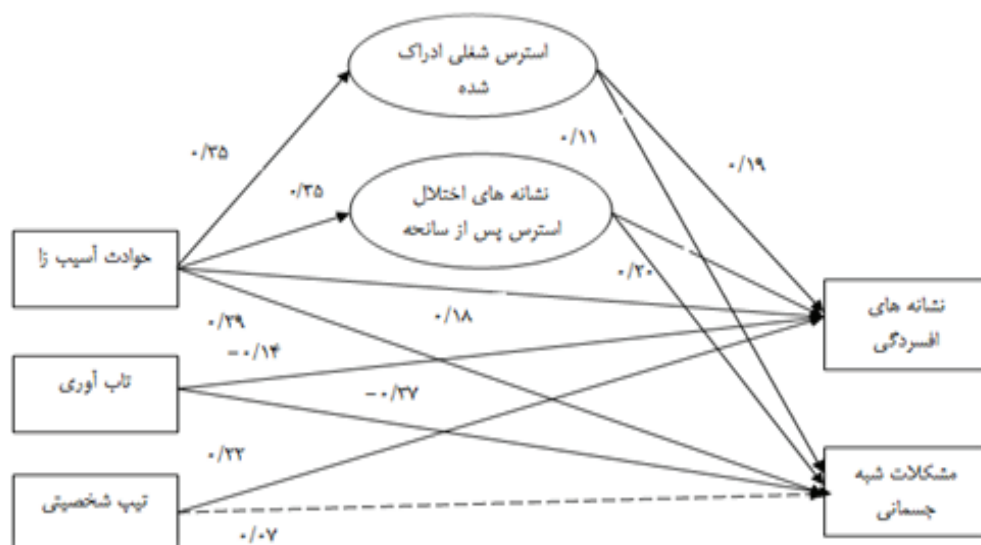 استرس شغلی ادراک
شده
۰/۱۱
۰/۱۹
۰/۳۵
۰/۳۵
نشانه های اختلال
استرس پس از سانحه
حوادث آسیب زا
۰/۲۰
نشانه های
افسردگی
۰/۲۹
۰/۱۸
-۰/۱۴
تاب آوری
-۰/۳۷
۰/۲۲
مشکلات شبه
جسمانی
تیپ شخصیتی
۰/۰۷